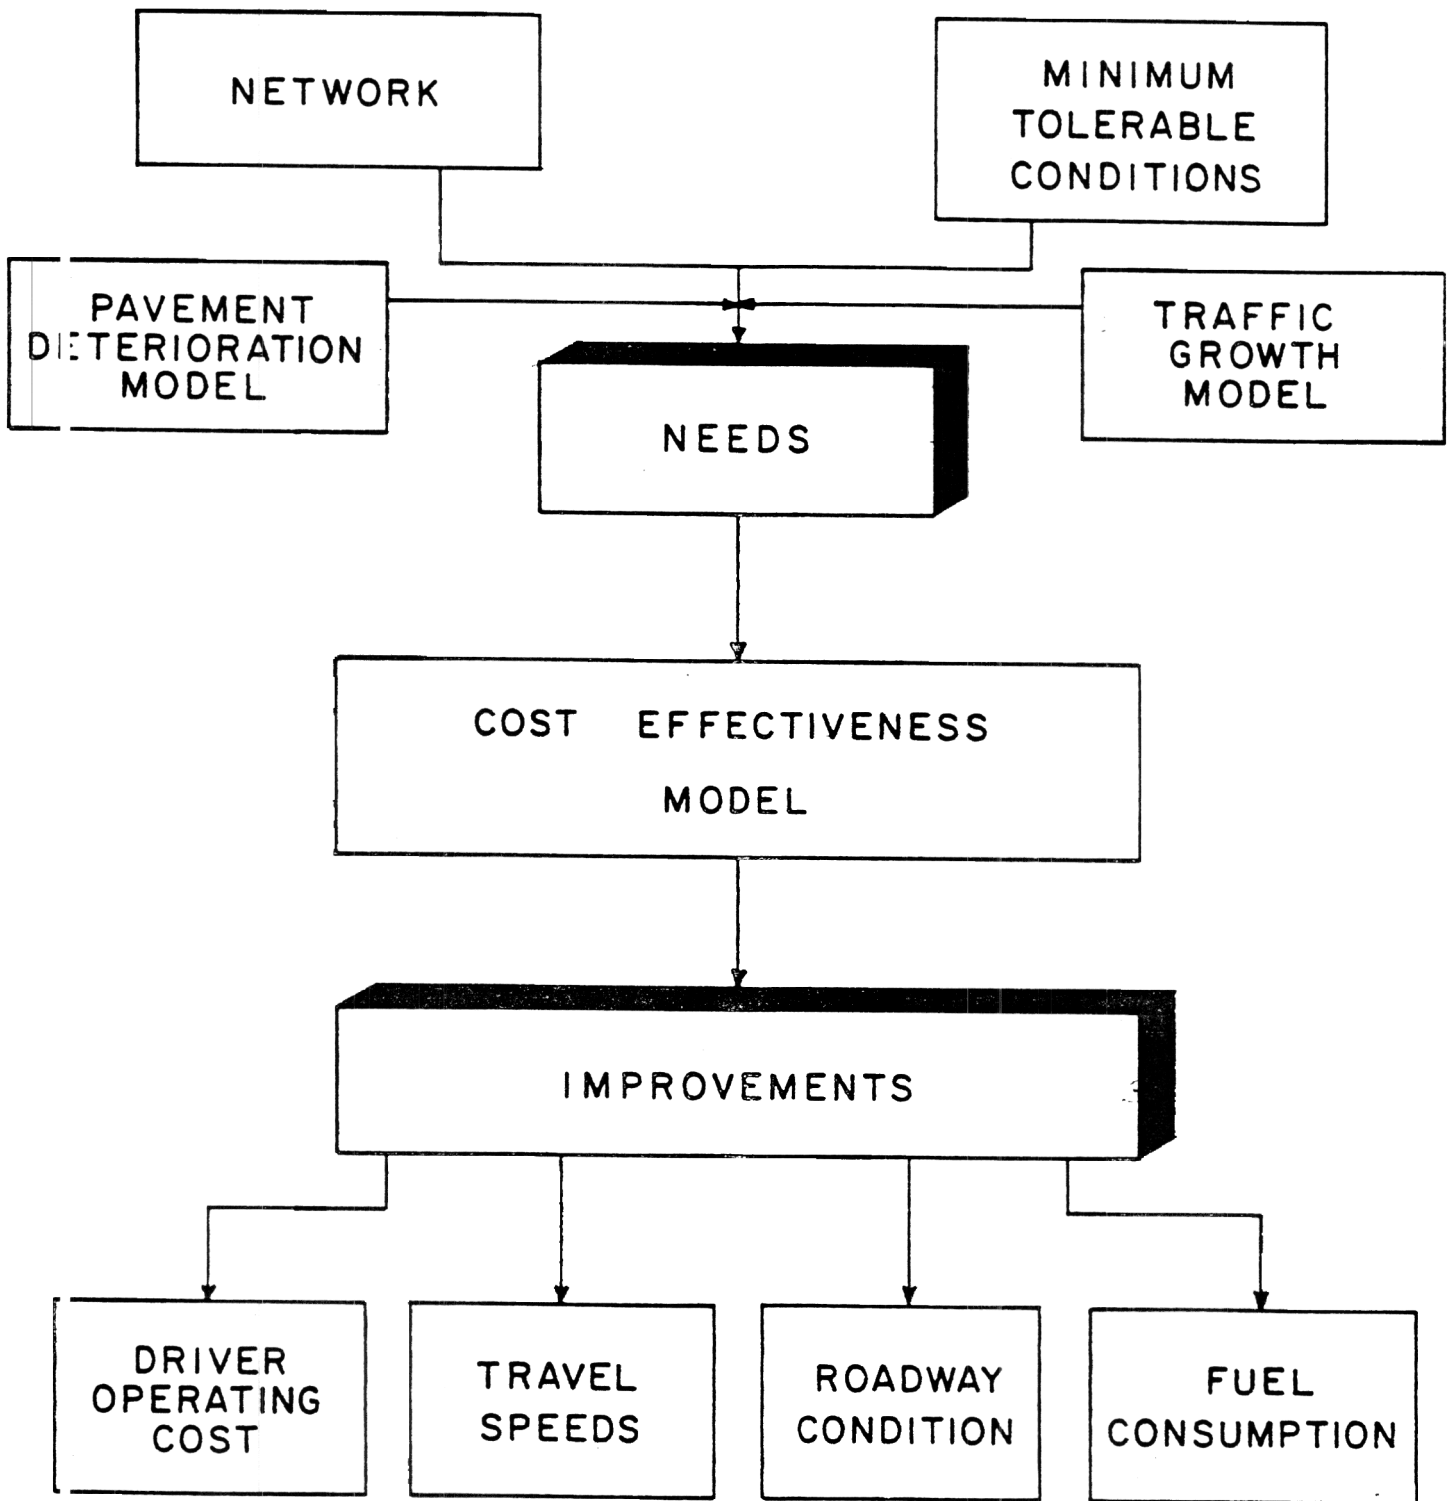 NETWORK
MINIMUM
TOLERABLE
CONDITIONS
PAVEMENT
DETERIORATION
MODEL
TRAFFIC
GROWTH
MODEL
NEEDS
COST EFFECTIVENESS
MODEL
IMPROVEMENTS
DRIVER
OPERATING
COST
TRAVEL
SPEEDS
ROADWAY
CONDITION
FUEL
CONSUMPTION